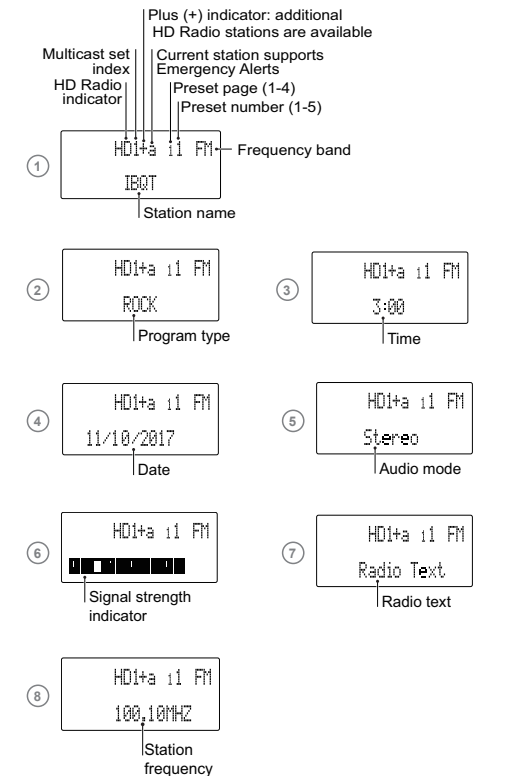 Plus (+) indicator: additional
HD Radio stations are available
Multicast set
index
Current station supports
Emergency Alerts
HD Radio
indicator
Preset page (1-4)
Preset number (1-5)
1
HD1+a i1 FM
Frequency band
IBQT
Station name
2
HD1+a i1 FM
ROCK
Program type
3
HD1+a i1 FM
3:00
Time
4
HD1+a i1 FM
11/10/2017
Date
5
HD1+a i1 FM
Stereo
Audio mode
6
HD1+a i1 FM
Signal strength
indicator
7
HD1+a i1 FM
Radio Text
Radio text
8
HD1+a i1 FM
100.10MHZ
Station
frequency